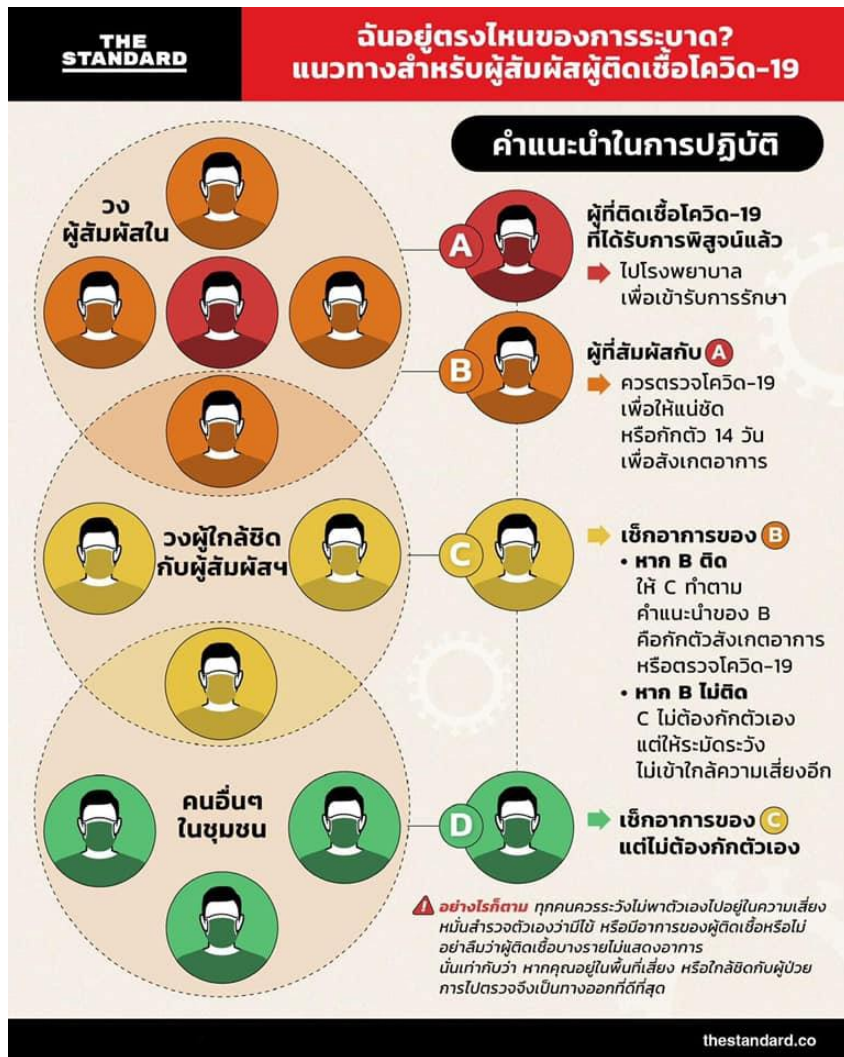 THE
STANDARD
ฉันอยู่ตรงไหนของการระบาด?
แนวทางสำหรับผู้สัมผัสผู้ติดเชื้อโควิด-19
คำแนะนำในการปฏิบัติ
วง
ผู้สัมผัสใน
A
ผู้ที่ติดเชื้อโควิด-19
ที่ได้รับการพิสูจน์แล้ว
ไปโรงพยาบาล
เพื่อเข้ารับการรักษา
B
ผู้ที่สัมผัสกับ A
ควรตรวจโควิด-19
เพื่อให้แน่ชัด
หรือกักตัว 14 วัน
เพื่อสังเกตอาการ
วงผู้ใกล้ชิด
กับผู้สัมผัสฯ
C
เช็กอาการของ B
• หาก B ติด
ให้ C ทำตาม
คำแนะนำของ B
คือกักตัวสังเกตอาการ
หรือตรวจโควิด-19
• หาก B ไม่ติด
C ไม่ต้องกักตัวเอง
แต่ให้ระมัดระวัง
ไม่เข้าใกล้ความเสี่ยงอีก
คนอื่นๆ
ในชุมชน
D
เช็กอาการของ C
แต่ไม่ต้องกักตัวเอง
อย่างไรก็ตาม ทุกคนควรระวังไม่พาตัวเองไปอยู่ในความเสี่ยง
หมั่นสำรวจตัวเองว่ามีไข้ หรือมีอาการของผู้ติดเชื้อหรือไม่
อย่าลืมว่าผู้ติดเชื้อบางรายไม่แสดงอาการ
นั่นเท่ากับว่า หากคุณอยู่ในพื้นที่เสี่ยง หรือใกล้ชิดกับผู้ป่วย
การไปตรวจจึงเป็นทางออกที่ดีที่สุด
thestandard.co